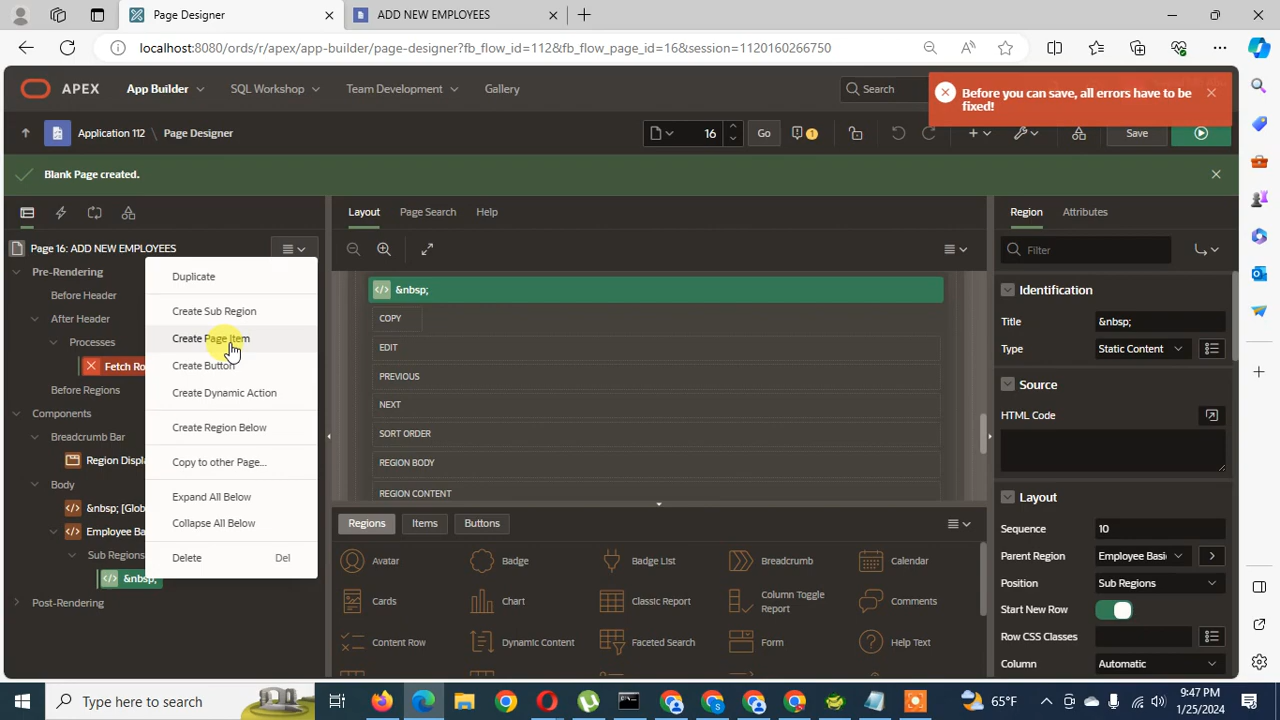 Page Designer
ADD NEW EMPLOYEES
localhost:8080/ords/r/apex/app-builder/page-designer?fb_flow_id=112&fb_flow_page_id=16&session=1120160266750
APEX
App Builder
SQL Workshop
Team Development
Gallery
Search
Before you can save, all errors have to be
fixed!
Application 112 \ Page Designer
16
Go
1
Save
Blank Page created.
Layout
Page Search
Help
Region
Attributes
Page 16: ADD NEW EMPLOYEES
Filter
Duplicate
Create Sub Region
Create Page Item
Create Button
Create Dynamic Action
Create Region Below
Copy to other Page...
Expand All Below
Collapse All Below
Delete Del
Pre-Rendering
Before Header
After Header
Processes
Fetch Ro
Before Regions
Components
Breadcrumb Bar
Region Displ
Body
&nbsp; [Glob
Employee Ba
Sub Regions
&nbsp;
Post-Rendering
&nbsp;
COPY
EDIT
PREVIOUS
NEXT
SORT ORDER
REGION BODY
REGION CONTENT
Regions
Items
Buttons
Avatar
Badge
Badge List
Breadcrumb
Calendar
Cards
Chart
Classic Report
Column Toggle
Report
Comments
Content Row
Dynamic Content
Faceted Search
Form
Help Text
Identification
Title &nbsp;
Type Static Content
Source
HTML Code
Layout
Sequence 10
Parent Region Employee Basi
Position Sub Regions
Start New Row
Row CSS Classes
Column Automatic
Type here to search
65°F
9:47 PM
1/25/2024